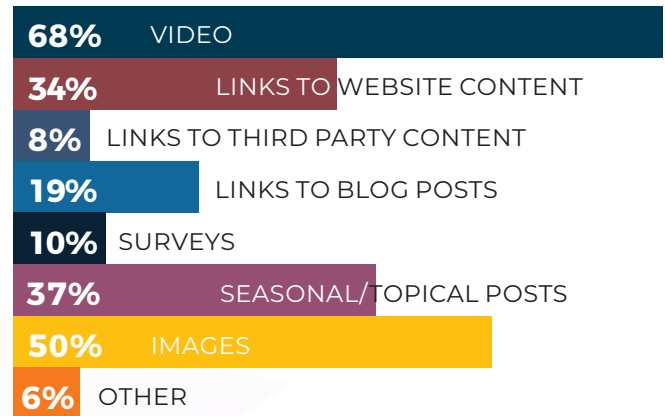 68% VIDEO
34% LINKS TO WEBSITE CONTENT
8% LINKS TO THIRD PARTY CONTENT
19% LINKS TO BLOG POSTS
10% SURVEYS
37% SEASONAL/TOPICAL POSTS
50% IMAGES
6% OTHER